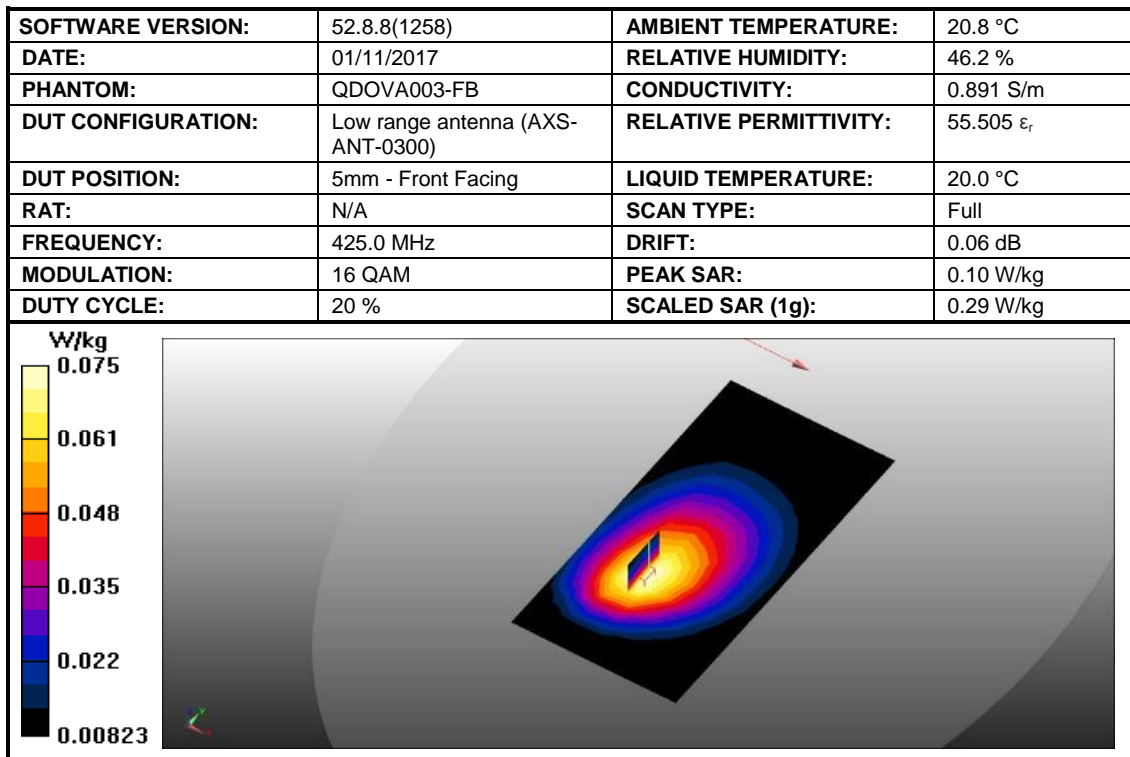 SOFTWARE VERSION: 52.8.8(1258) AMBIENT TEMPERATURE: 20.8 °C
DATE: 01/11/2017 RELATIVE HUMIDITY: 46.2 %
PHANTOM: QDOVA003-FB CONDUCTIVITY: 0.891 S/m
DUT CONFIGURATION: Low range antenna (AXS-
ANT-0300) RELATIVE PERMITTIVITY: 55.505 εr
DUT POSITION: 5mm - Front Facing LIQUID TEMPERATURE: 20.0 °C
RAT: N/A SCAN TYPE: Full
FREQUENCY: 425.0 MHz DRIFT: 0.06 dB
MODULATION: 16 QAM PEAK SAR: 0.10 W/kg
DUTY CYCLE: 20 % SCALED SAR (1g): 0.29 W/kg
W/kg
0.075
0.061
0.048
0.035
0.022
0.00823